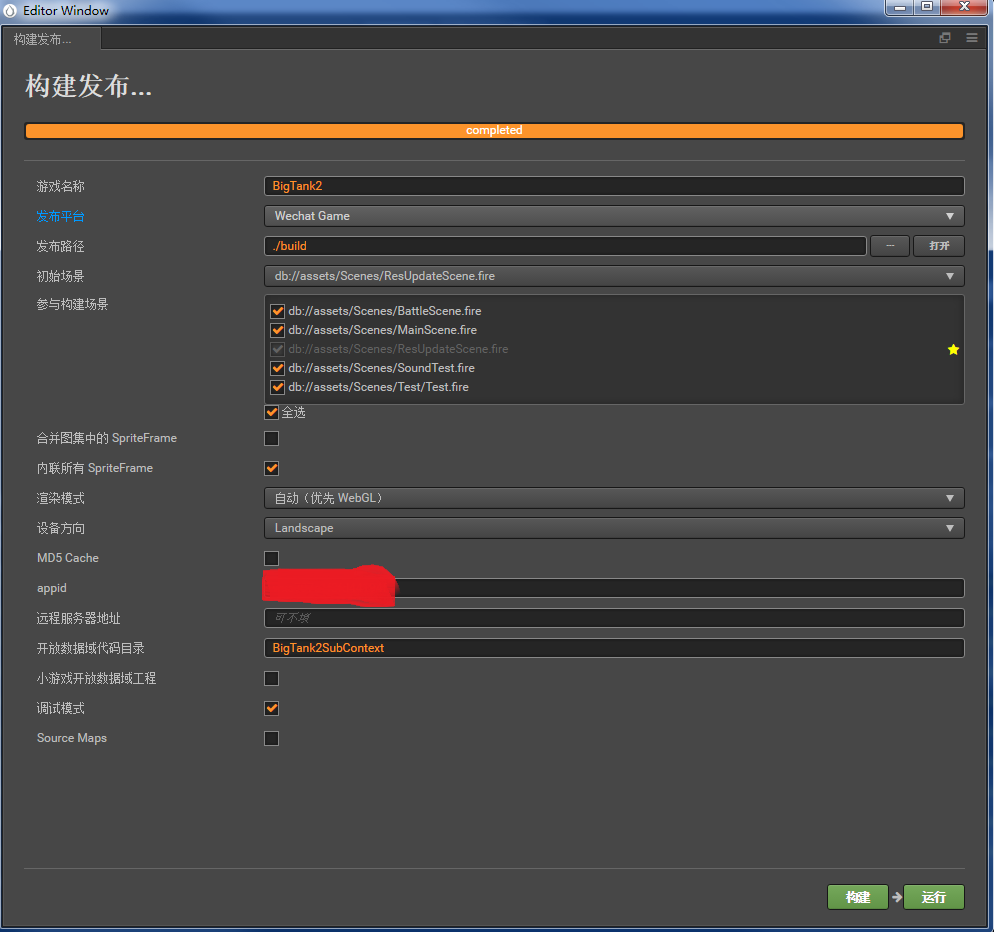 Editor Window
构建发布...
构建发布...
completed
游戏名称 BigTank2
发布平台 Wechat Game
发布路径 ./build — 打开
初始场景 db://assets/Scenes/ResUpdateScene.fire
参与构建场景
db://assets/Scenes/BattleScene.fire
db://assets/Scenes/MainScene.fire
db://assets/Scenes/ResUpdateScene.fire
db://assets/Scenes/SoundTest.fire
db://assets/Scenes/Test/Test.fire
全选
合并图集中的 SpriteFrame
内联所有 SpriteFrame
渲染模式 自动（优先 WebGL）
设备方向 Landscape
MD5 Cache
appid
远程服务器地址 可不填
开放数据域代码目录 BigTank2SubContext
小游戏开放数据域工程
调试模式
Source Maps
构建 运行